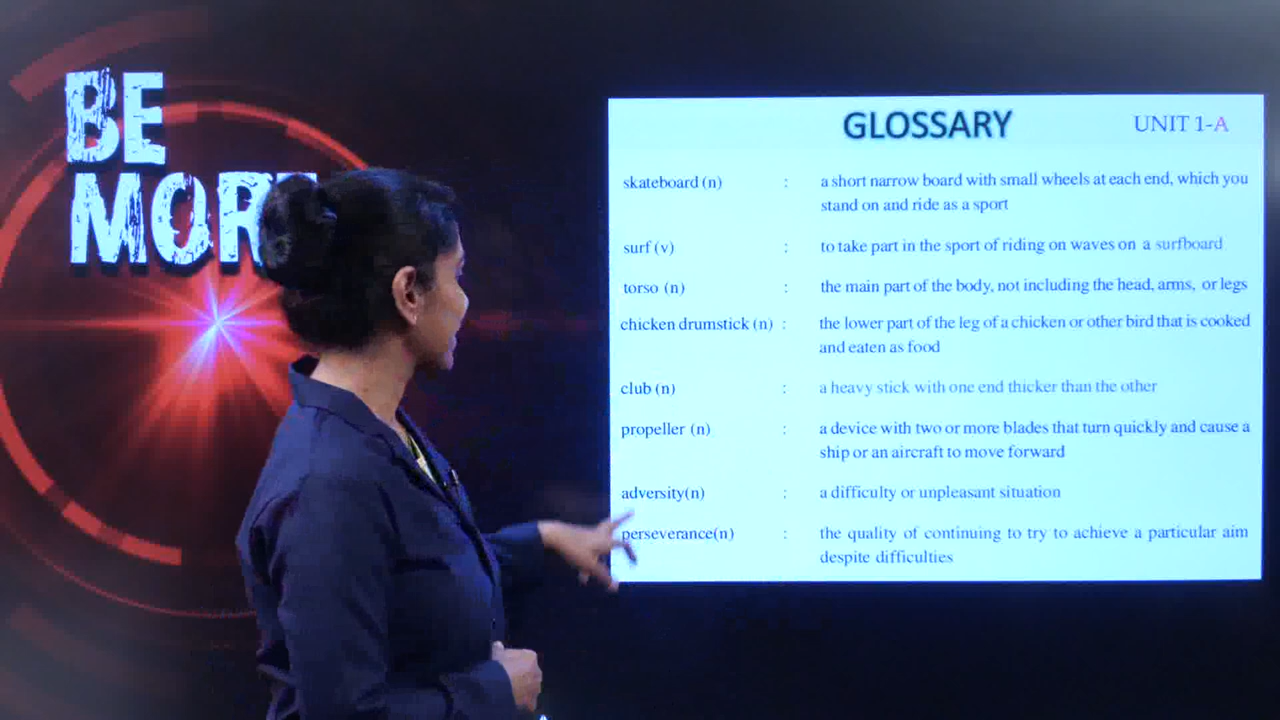 BE
MORE
GLOSSARY
UNIT 1-A
skateboard (n) : a short narrow board with small wheels at each end, which you
stand on and ride as a sport
surf (v) : to take part in the sport of riding on waves on a surfboard
torso (n) : the main part of the body, not including the head, arms, or legs
chicken drumstick (n) : the lower part of the leg of a chicken or other bird that is cooked
and eaten as food
club (n) : a heavy stick with one end thicker than the other
propeller (n) : a device with two or more blades that turn quickly and cause a
ship or an aircraft to move forward
adversity(n) : a difficulty or unpleasant situation
perseverance(n) : the quality of continuing to try to achieve a particular aim
despite difficulties